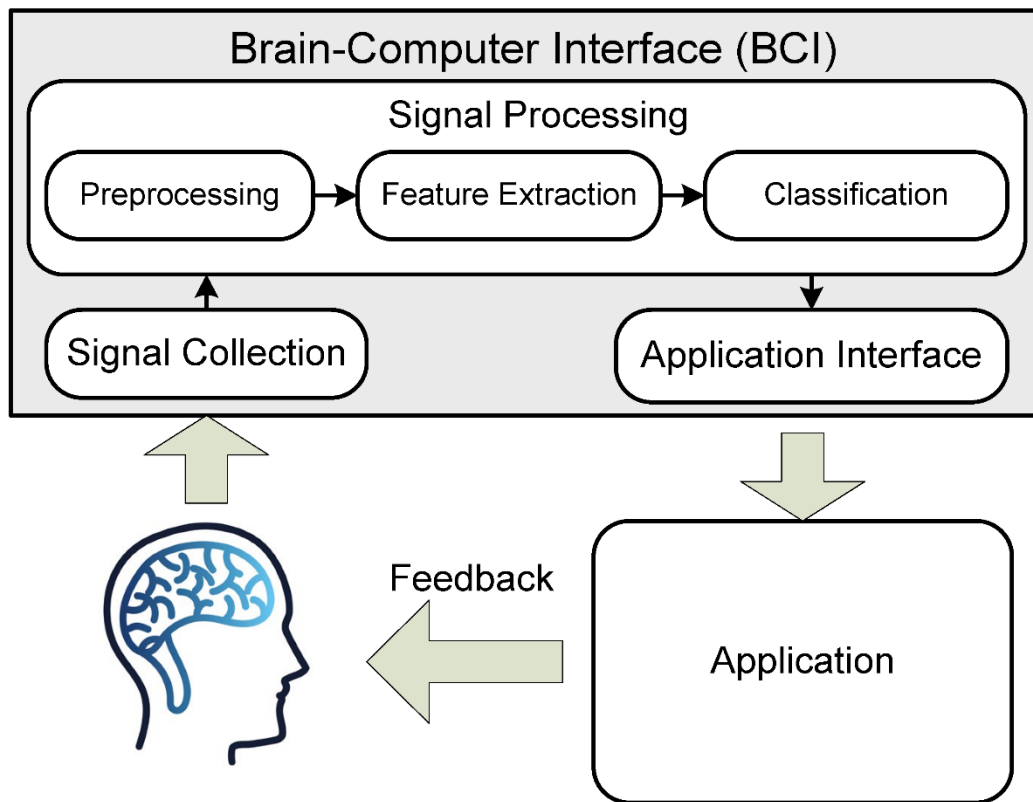 Brain-Computer Interface (BCI)
Signal Processing
Preprocessing
Feature Extraction
Classification
Signal Collection
Application Interface
Feedback
Application